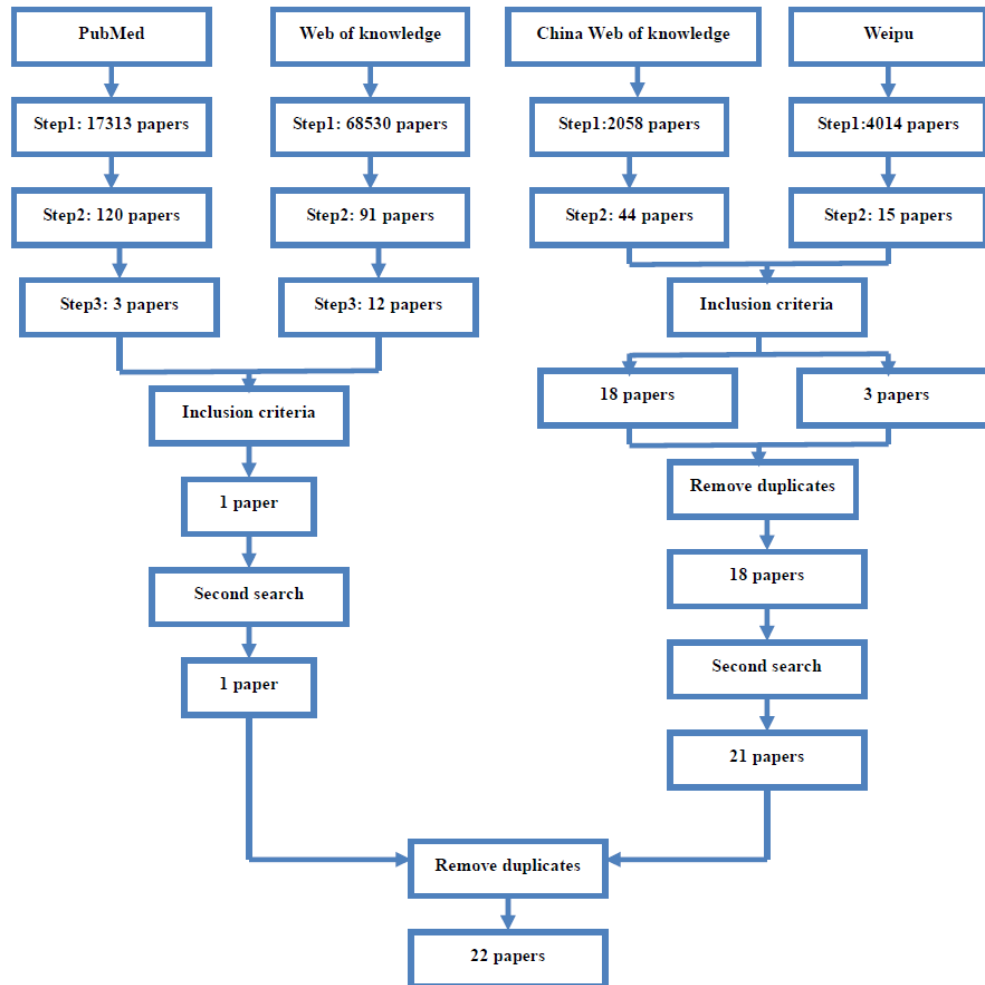 PubMed
Web of knowledge
China Web of knowledge
Weipu
Step1: 17313 papers
Step1: 68530 papers
Step1:2058 papers
Step1:4014 papers
Step2: 120 papers
Step2: 91 papers
Step2: 44 papers
Step2: 15 papers
Step3: 3 papers
Step3: 12 papers
Inclusion criteria
18 papers
3 papers
Inclusion criteria
Remove duplicates
1 paper
18 papers
Second search
Second search
1 paper
21 papers
Remove duplicates
22 papers